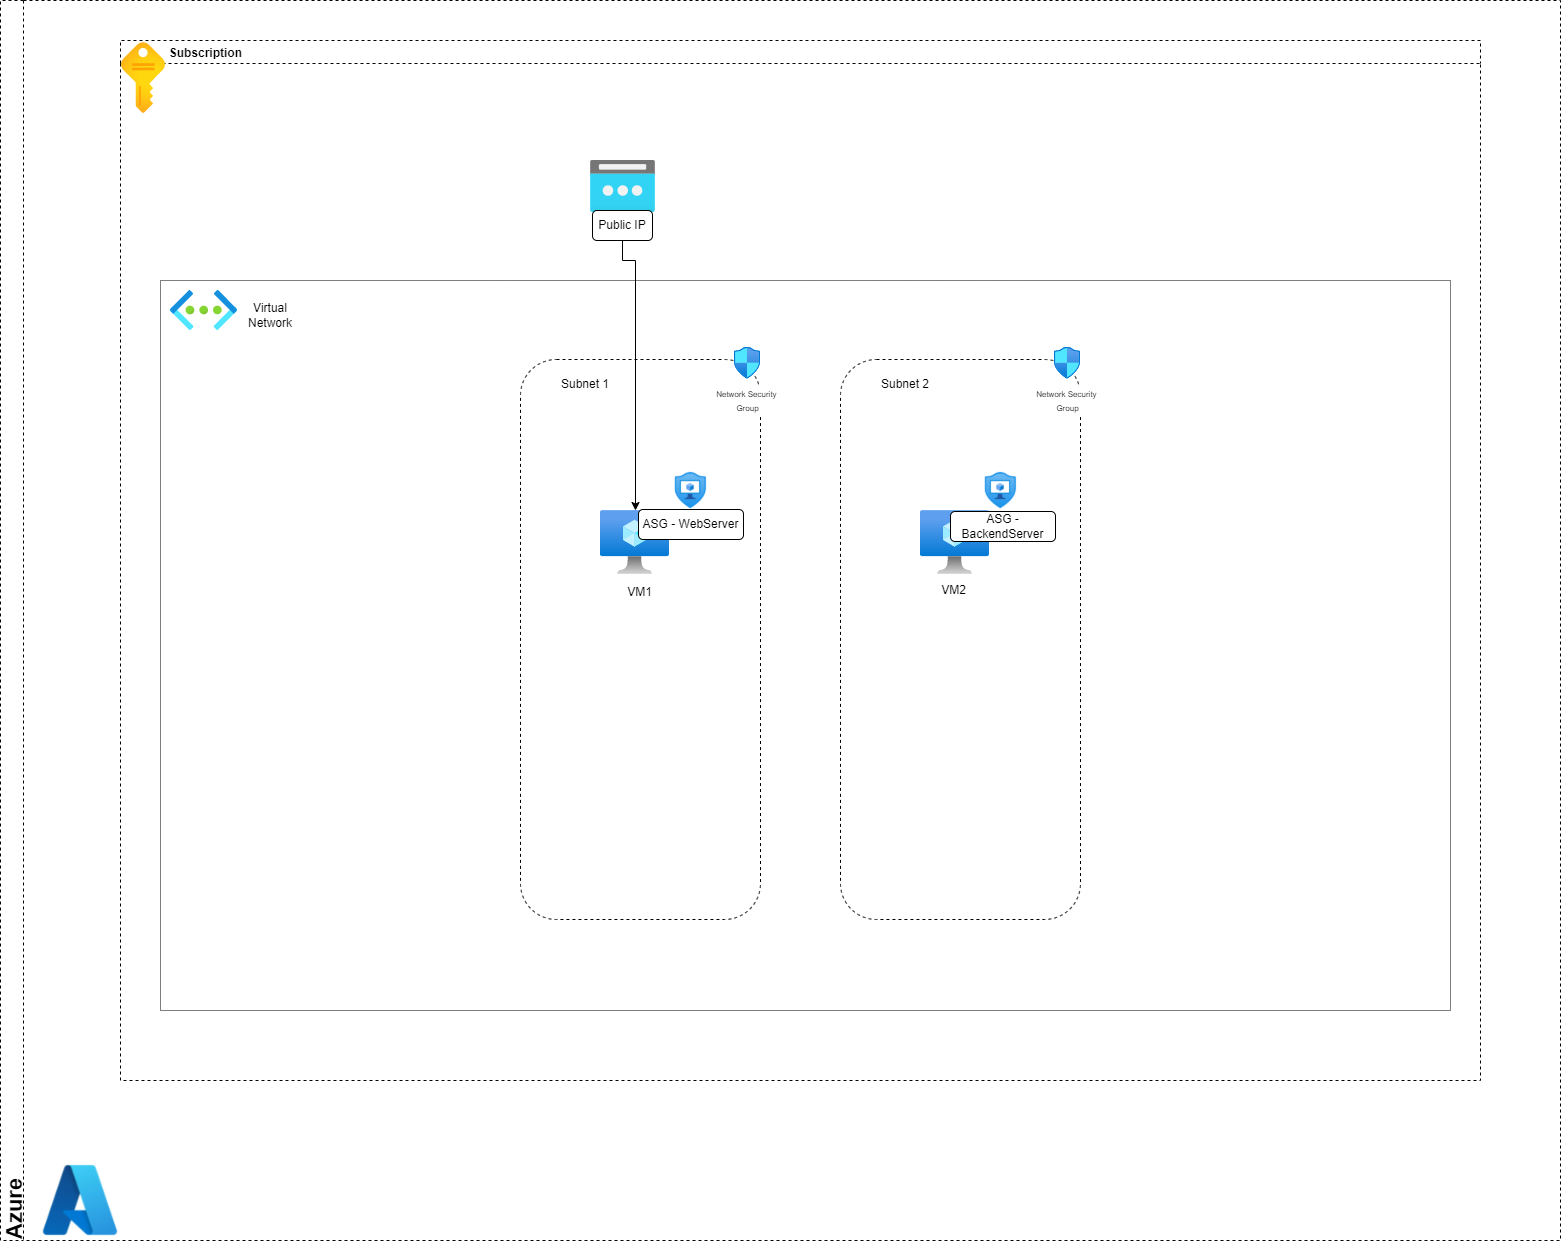 Subscription
Public IP
Virtual
Network
Subnet 1
Network Security
Group
Subnet 2
Network Security
Group
ASG - WebServer
VM1
ASG -
BackendServer
VM2
Azure